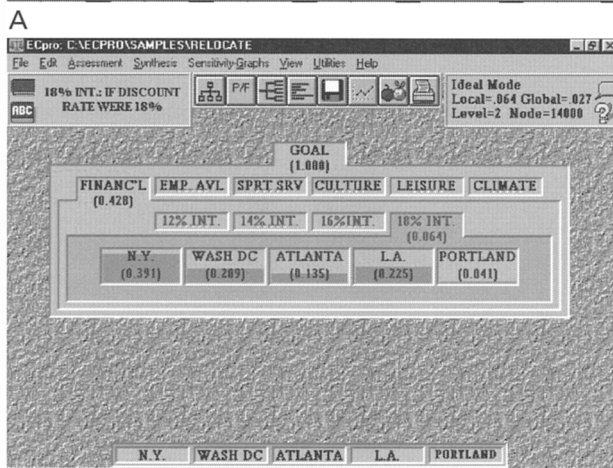 A
ECpro: C:\ECPRO\SAMPLES\RELOCATE
File Edit Assessment Synthesis Sensitivity-Graphs View Utilities Help
ABC
18% INT.: IF DISCOUNT
RATE WERE 18%
P/F
Ideal Mode
Local=.064 Global=.027
Level=2 Node=14000
GOAL
(1.000)
FINANC'L EMP. AVL SPRT SRV CULTURE LEISURE CLIMATE
(0.428)
12% INT. 14% INT. 16% INT. 18% INT.
(0.064)
N.Y. WASH DC ATLANTA L.A. PORTLAND
(0.391) (0.289) (0.135) (0.225) (0.041)
N.Y. WASH DC ATLANTA L.A. PORTLAND